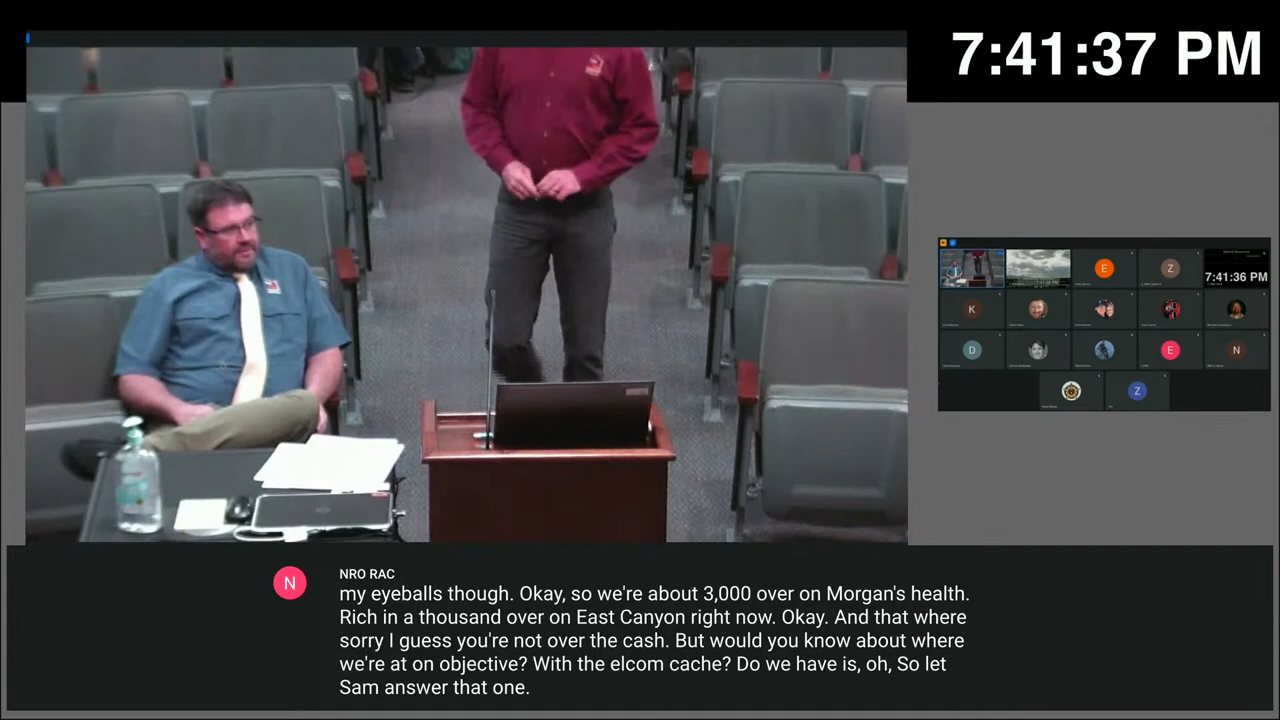 7:41:37 PM
7:41:36 PM
E
Z
K
D
E
N
Z
N
NRO RAC
my eyeballs though. Okay, so we're about 3,000 over on Morgan's health.
Rich in a thousand over on East Canyon right now. Okay. And that where
sorry I guess you're not over the cash. But would you know about where
we're at on objective? With the elcom cache? Do we have is, oh, So let
Sam answer that one.